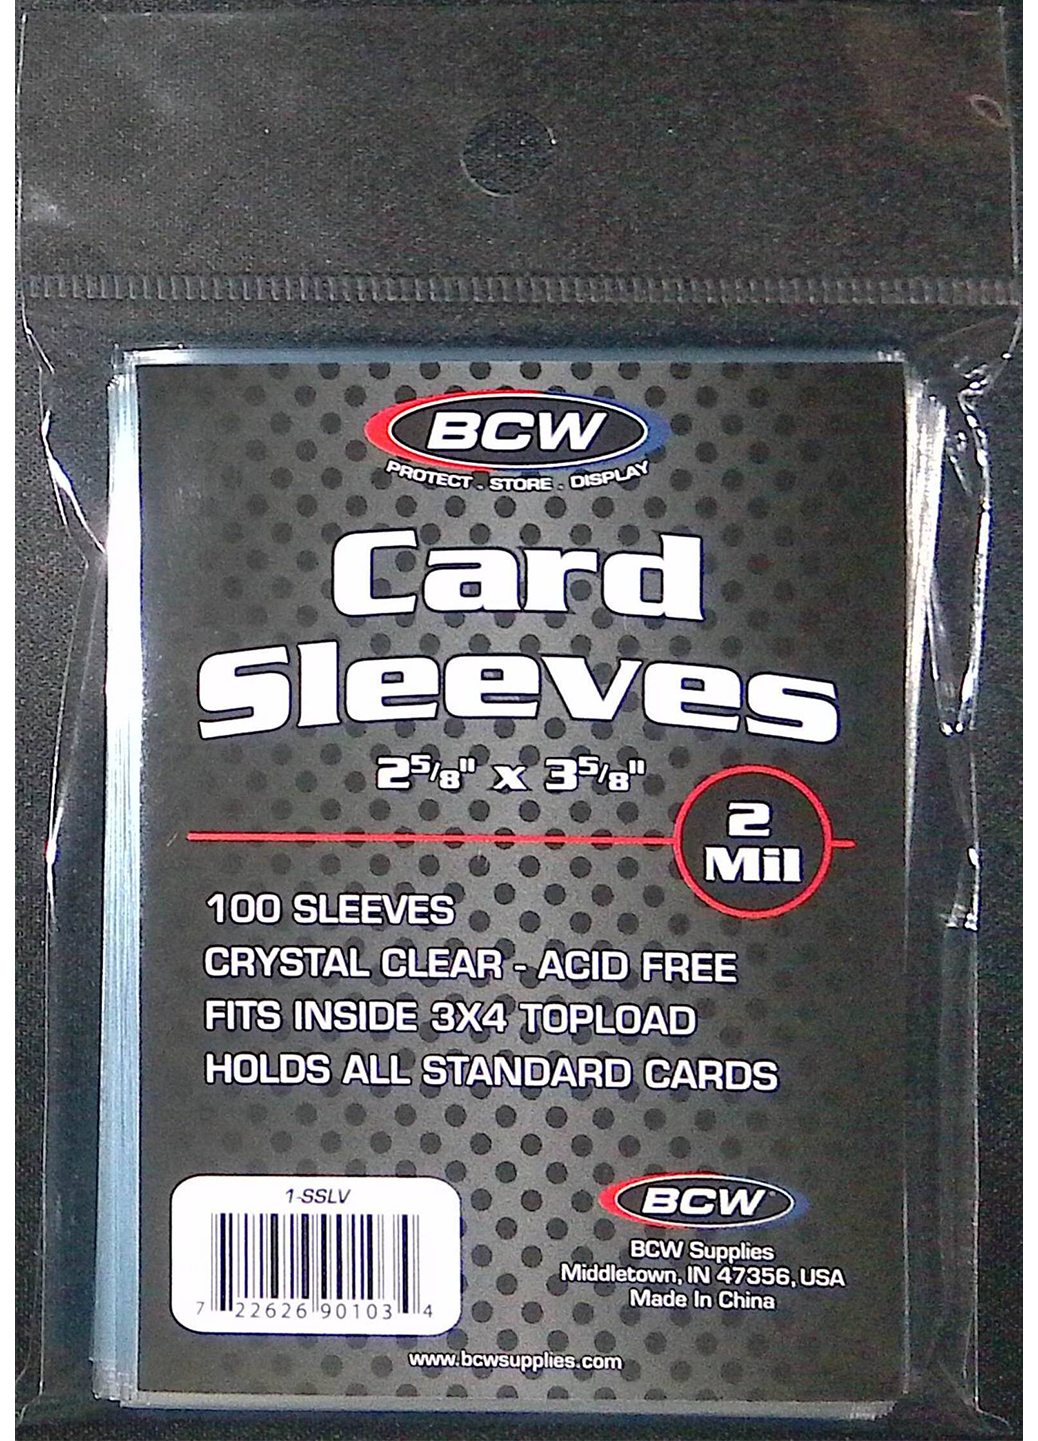 BCW
PROTECT . STORE . DISPLAY
Card
Sleeves
2 5/8" x 3 5/8"
2
Mil
100 SLEEVES
CRYSTAL CLEAR - ACID FREE
FITS INSIDE 3X4 TOPLOAD
HOLDS ALL STANDARD CARDS
1-SSLV
7 22626 90103 4
BCW
BCW Supplies
Middletown, IN 47356, USA
Made In China
www.bcwsupplies.com